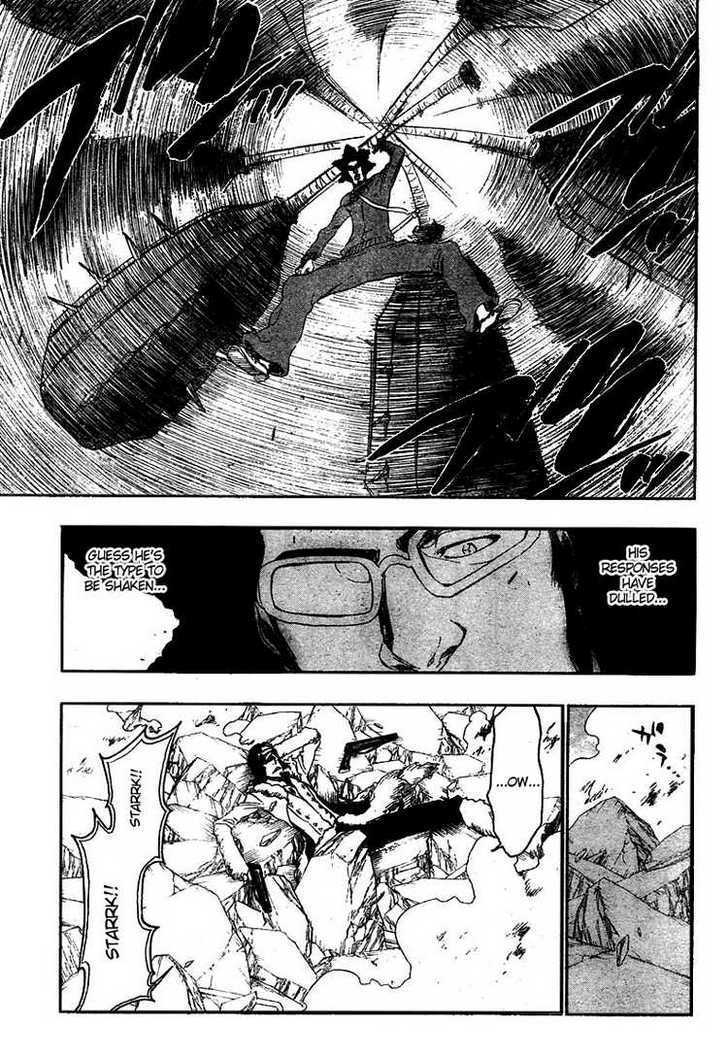 HIS
RESPONSES
HAVE
DULLED...
GUESS HE'S
THE TYPE TO
BE SHAKEN...
...OW...
STARRK!!
STARRK!!